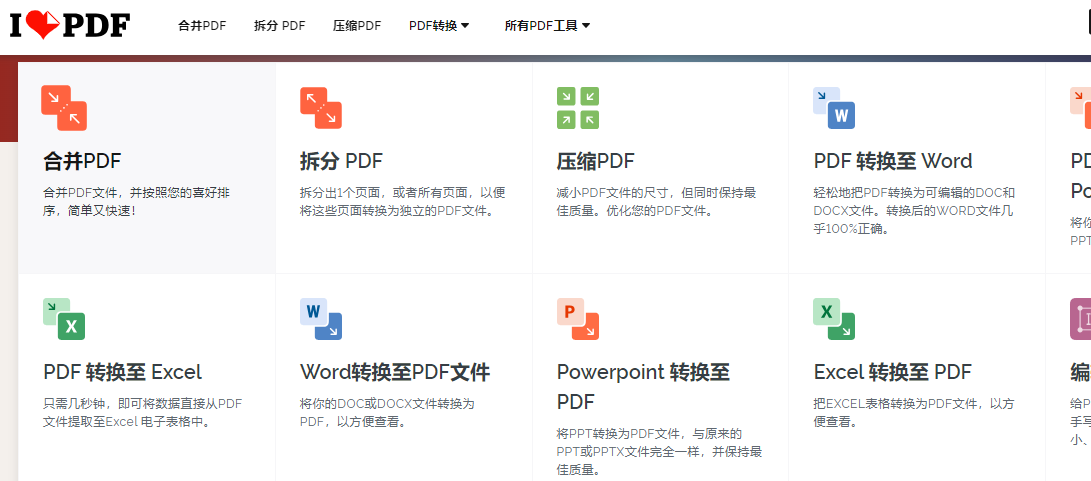 I PDF
合并PDF 拆分 PDF 压缩PDF PDF转换 所有PDF工具
合并PDF
合并PDF文件，并按照您的喜好排
序，简单又快速！
拆分 PDF
拆分出1个页面，或者所有页面，以便
将这些页面转换为独立的PDF文件。
压缩PDF
减小PDF文件的尺寸，但同时保持最
佳质量。优化您的PDF文件。
PDF 转换至 Word
轻松地把PDF转换为可编辑的DOC和
DOCX文件。转换后的WORD文件几
乎100%正确。
W
X
PDF 转换至 Excel
只需几秒钟，即可将数据直接从PDF
文件提取至Excel 电子表格中。
W
Word转换至PDF文件
将你的DOC或DOCX文件转换为
PDF，以方便查看。
P
Powerpoint 转换至
PDF
将PPT转换为PDF文件，与原来的
PPT或PPTX文件完全一样，并保持最
佳质量。
X
Excel 转换至 PDF
把EXCEL表格转换为PDF文件，以方
便查看。
编
给P
手写
小、